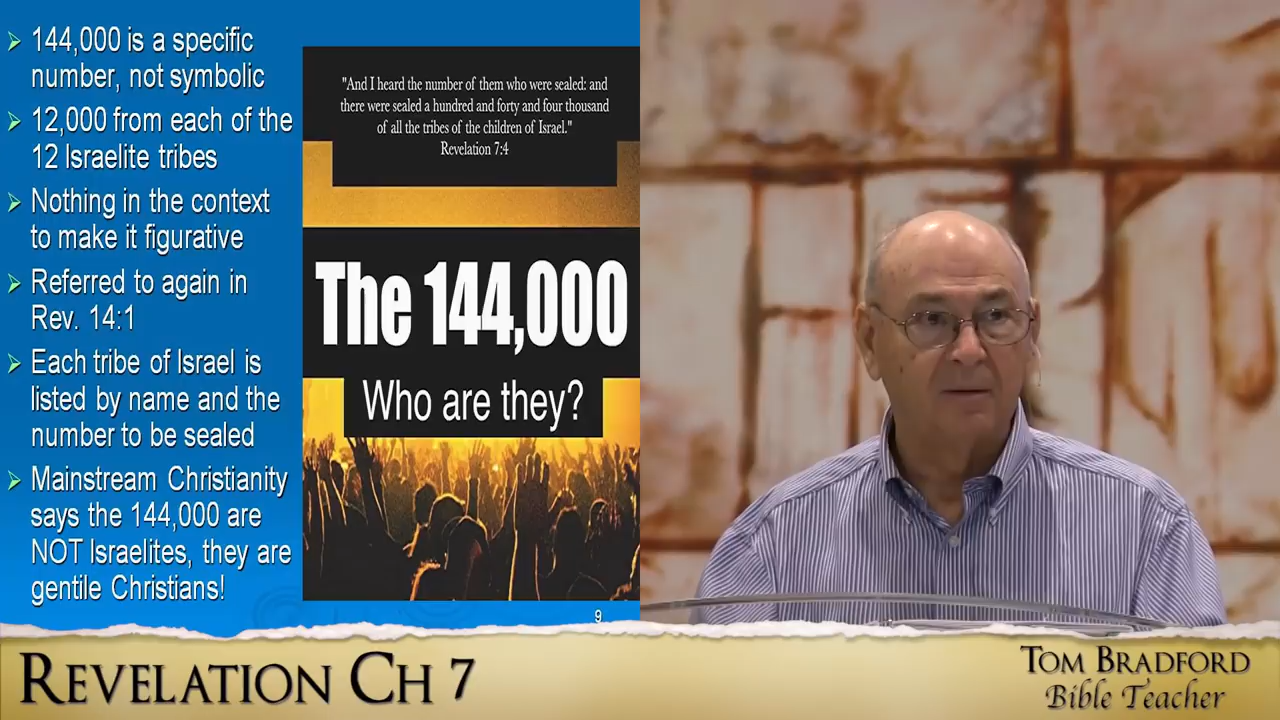 144,000 is a specific
number, not symbolic
12,000 from each of the
12 Israelite tribes
Nothing in the context
to make it figurative
Referred to again in
Rev. 14:1
Each tribe of Israel is
listed by name and the
number to be sealed
Mainstream Christianity
says the 144,000 are
NOT Israelites, they are
gentile Christians!
"And I heard the number of them who were sealed: and
there were sealed a hundred and forty and four thousand
of all the tribes of the children of Israel."
Revelation 7:4
The 144,000
Who are they?
9
REVELATION CH 7
TOM BRADFORD
Bible Teacher